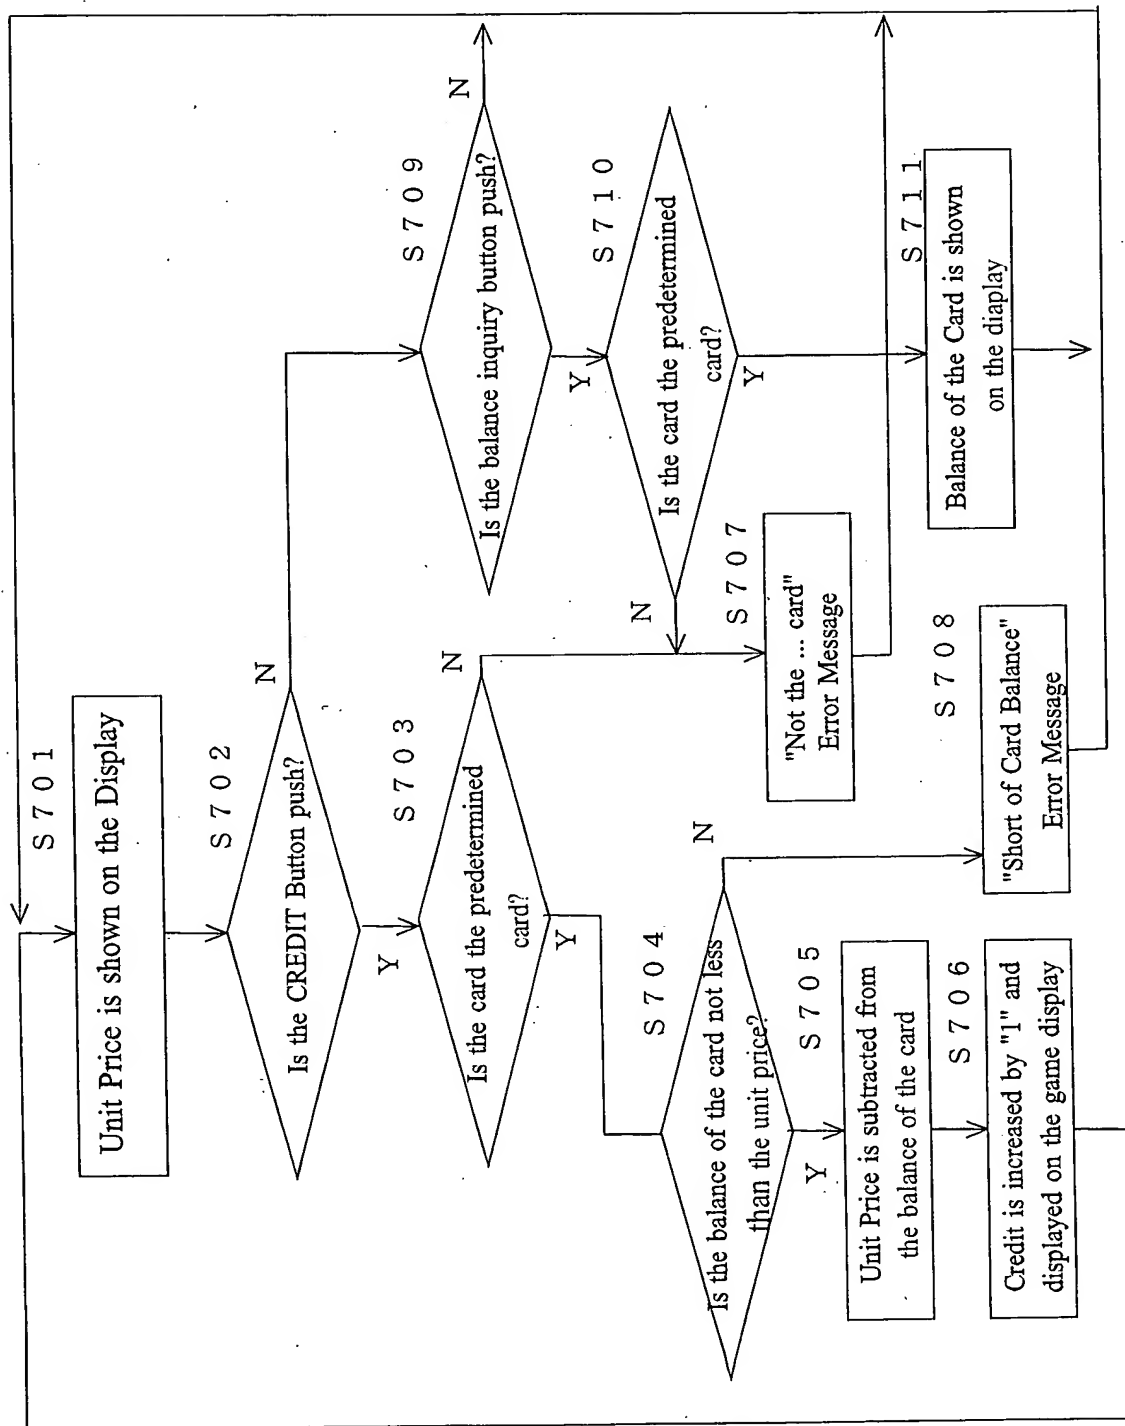 S701
Unit Price is shown on the Display
S702
Is the CREDIT Button push?
N
Y
S703
Is the card the predetermined
card?
N
Y
S704
Is the balance of the card not less
than the unit price?
N
Y
S705
Unit Price is subtracted from
the balance of the card
S706
Credit is increased by "1" and
displayed on the game display
S707
"Not the ... card"
Error Message
S708
"Short of Card Balance"
Error Message
S709
Is the balance inquiry button push?
N
Y
S710
Is the card the predetermined
card?
N
Y
S711
Balance of the Card is shown
on the diaplay